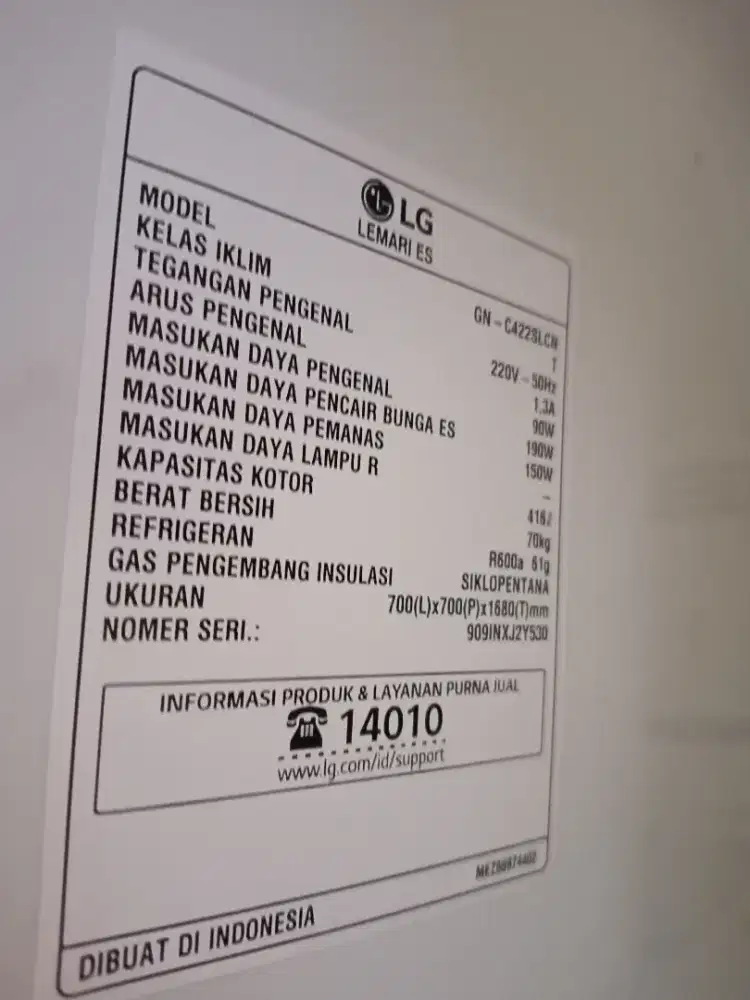 LG
LEMARI ES
MODEL GN-C422SLCN
KELAS IKLIM T
TEGANGAN PENGENAL 220V~50Hz
ARUS PENGENAL 1.3A
MASUKAN DAYA PENGENAL 90W
MASUKAN DAYA PENCAIR BUNGA ES 190W
MASUKAN DAYA PEMANAS 150W
MASUKAN DAYA LAMPU R -
KAPASITAS KOTOR 416ℓ
BERAT BERSIH 70kg
REFRIGERAN R600a 61g
GAS PENGEMBANG INSULASI SIKLOPENTANA
UKURAN 700(L)x700(P)x1680(T)mm
NOMER SERI.: 909INXJ2Y530
INFORMASI PRODUK & LAYANAN PURNA JUAL
14010
www.lg.com/id/support
DIBUAT DI INDONESIA